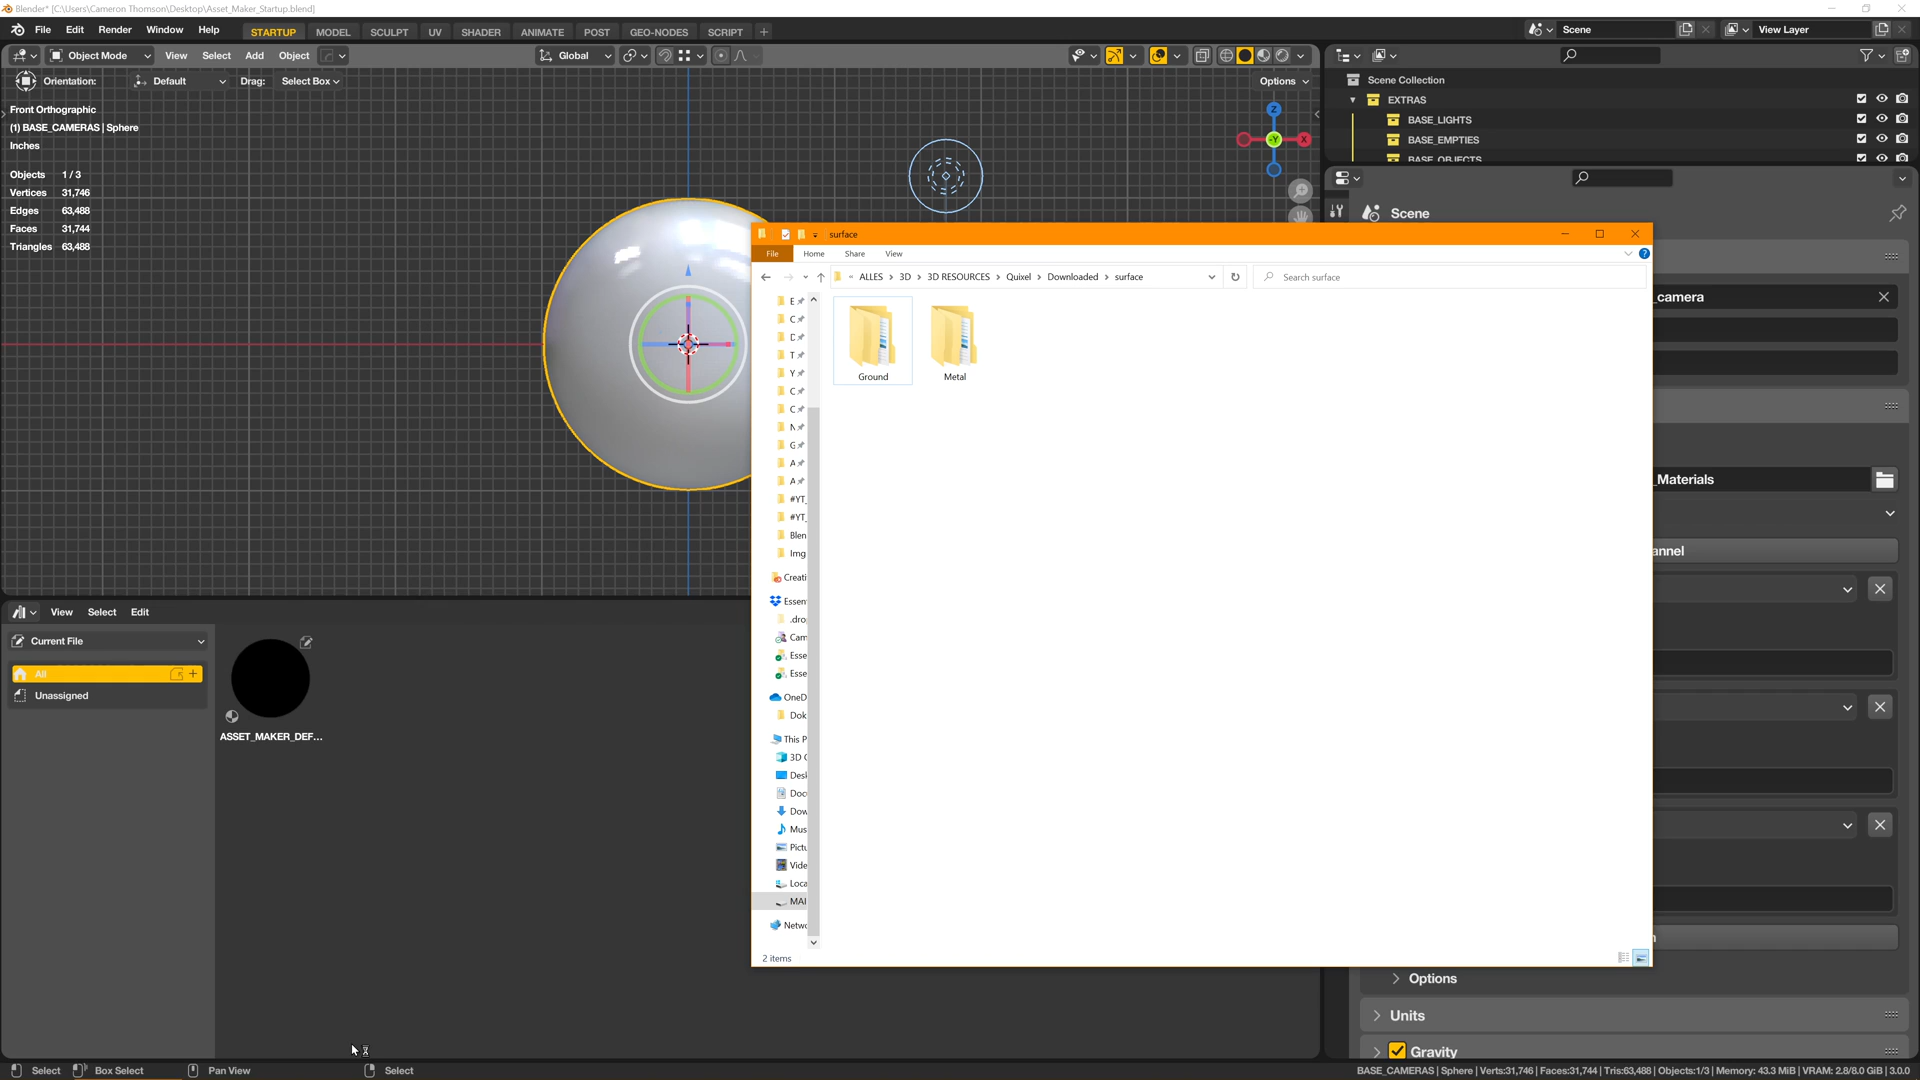 Blender* [C:\Users\Cameron Thomson\Desktop\Asset_Maker_Startup.blend]
File Edit Render Window Help STARTUP MODEL SCULPT UV SHADER ANIMATE POST GEO-NODES SCRIPT + Scene View Layer
Object Mode View Select Add Object Global
Orientation: Default Drag: Select Box Options
Front Orthographic
(1) BASE_CAMERAS | Sphere
Inches
Objects 1 / 3
Vertices 31,746
Edges 63,488
Faces 31,744
Triangles 63,488
Z
-Y
X
Scene Collection
EXTRAS
BASE_LIGHTS
BASE_EMPTIES
BASE_OBJECTS
Scene
_camera
_Materials
annel
Options
Units
Gravity
surface
File Home Share View
« ALLES › 3D › 3D RESOURCES › Quixel › Downloaded › surface
Search surface
E
C
D
T
Y
C
C
N
G
A
A
#YT_
#YT_
Blen
Img
Creati
Essen
.dro
Cam
Esse
Esse
OneD
Dok
This P
3D
Desk
Doc
Dow
Mus
Pictu
Vide
Loca
MAI
Netwo
Ground
Metal
2 items
View Select Edit
Current File
All
Unassigned
ASSET_MAKER_DEF...
Select Box Select Pan View Select
BASE_CAMERAS | Sphere | Verts:31,746 | Faces:31,744 | Tris:63,488 | Objects:1/3 | Memory: 43.3 MiB | VRAM: 2.8/8.0 GiB | 3.0.0